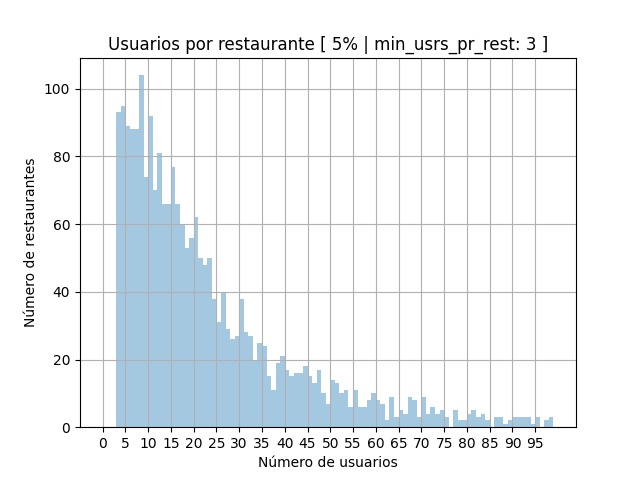 Usuarios por restaurante [ 5% | min_usrs_pr_rest: 3 ]
Número de restaurantes
100
80
60
40
20
0
0 5 10 15 20 25 30 35 40 45 50 55 60 65 70 75 80 85 90 95
Número de usuarios